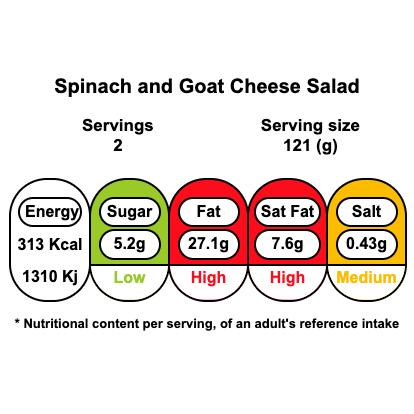 Spinach and Goat Cheese Salad
Servings
2
Serving size
121 (g)
Energy Sugar Fat Sat Fat Salt
313 Kcal 5.2g 27.1g 7.6g 0.43g
1310 Kj Low High High Medium
* Nutritional content per serving, of an adult's reference intake